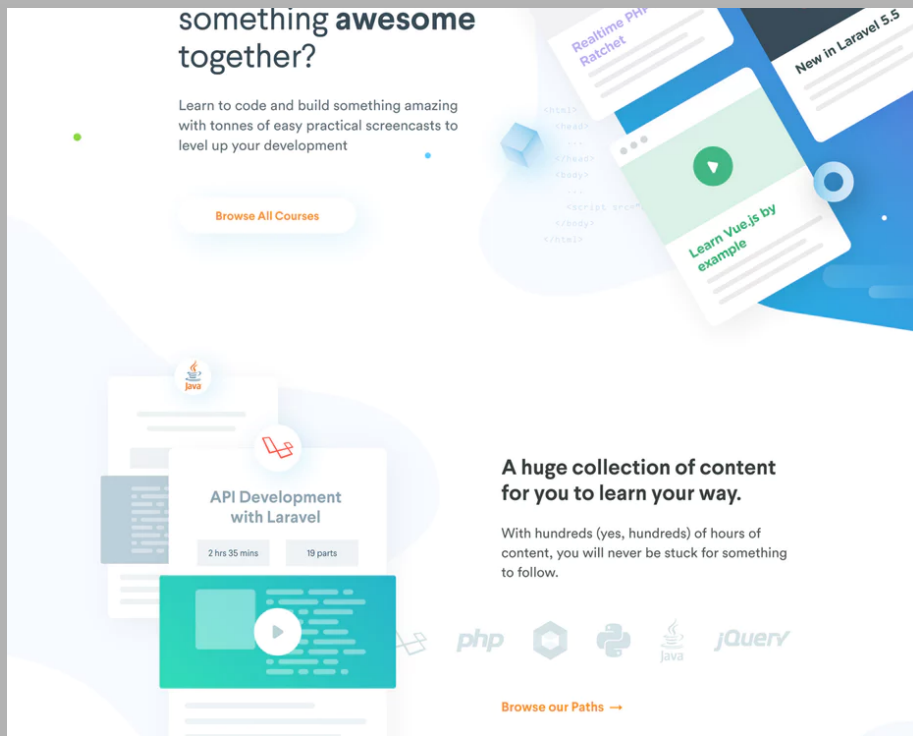 something awesome
together?
Learn to code and build something amazing
with tonnes of easy practical screencasts to
level up your development
Browse All Courses
Realtime PHP
Ratchet
New in Laravel 5.5
<html>
<head>
...
</head>
<body>
...
<script src="
</body>
</html>
Learn Vue.js by
example
Java
API Development
with Laravel
2 hrs 35 mins
19 parts
A huge collection of content
for you to learn your way.
With hundreds (yes, hundreds) of hours of
content, you will never be stuck for something
to follow.
php
Java
jQuery
Browse our Paths →